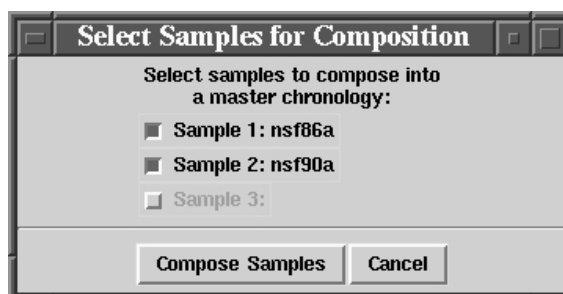 Select Samples for Composition
Select samples to compose into
a master chronology:
Sample 1: nsf86a
Sample 2: nsf90a
Sample 3:
Compose Samples Cancel